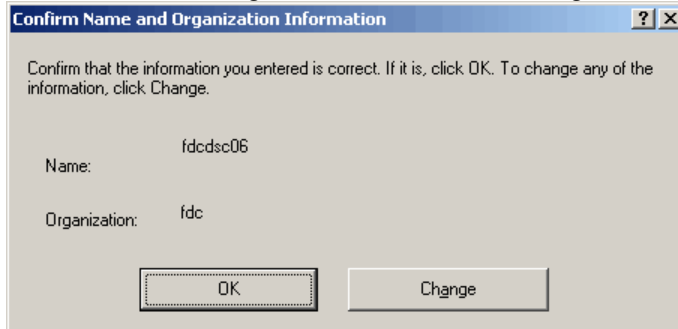 Confirm Name and Organization Information
Confirm that the information you entered is correct. If it is, click OK. To change any of the
information, click Change.
Name: fdcdsc06
Organization: fdc
OK Change